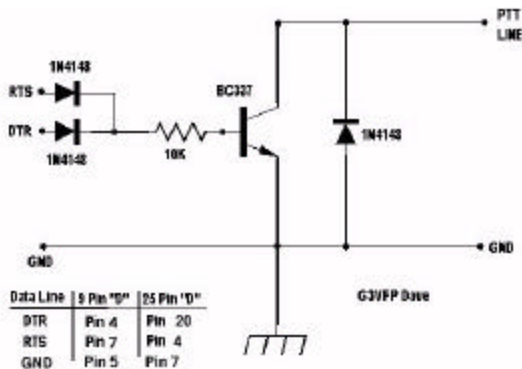 PTT
LINE
1N4148
RTS
BC337
DTR
1N4148
10K
1N4148
GND
GND
G3VFP Dave
Data Line 9 Pin "D" 25 Pin "D"
DTR Pin 4 Pin 20
RTS Pin 7 Pin 4
GND Pin 5 Pin 7